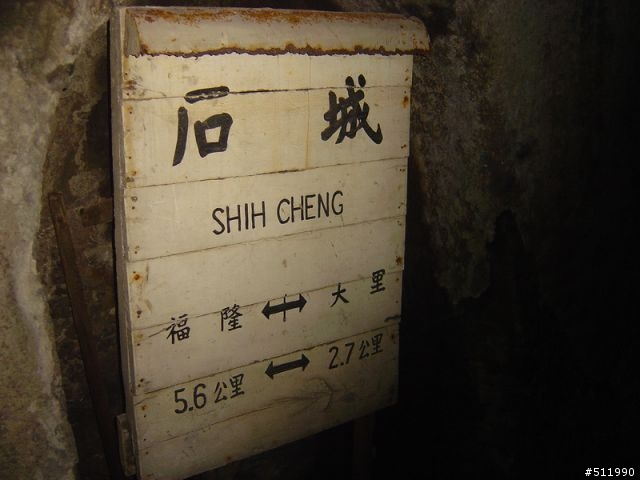 石 城
SHIH CHENG
福 隆 ↔ 大 里
5.6 公里 ↔ 2.7 公里
#511990